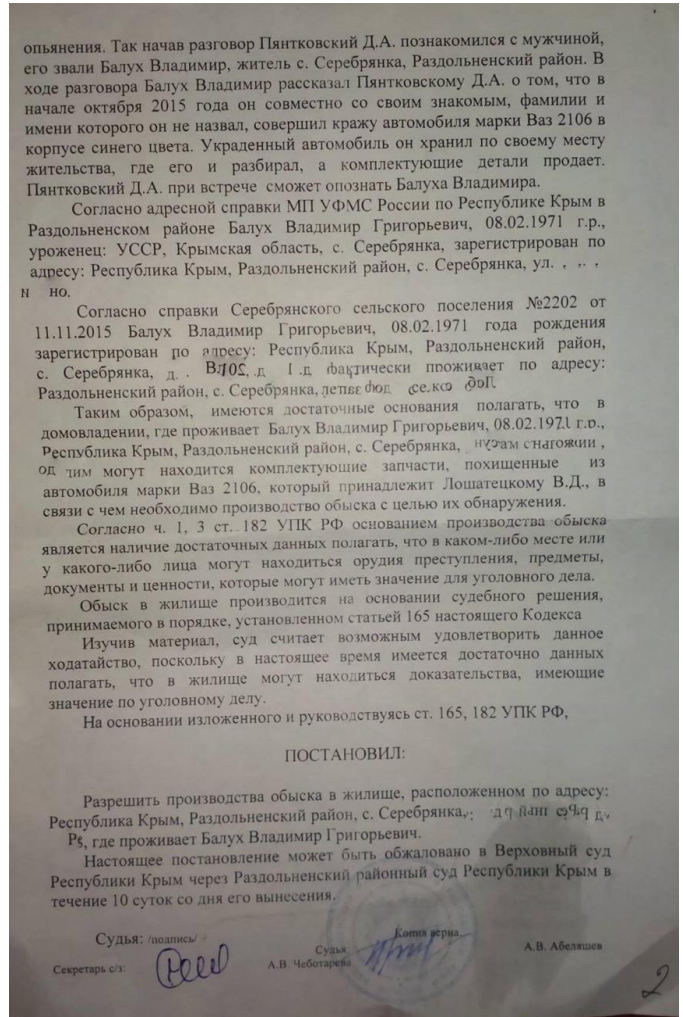 опьянения. Так начав разговор Пянтковский Д.А. познакомился с мужчиной,
его звали Балух Владимир, житель с. Серебрянка, Раздольненский район. В
ходе разговора Балух Владимир рассказал Пянтковскому Д.А. о том, что в
начале октября 2015 года он совместно со своим знакомым, фамилии и
имени которого он не назвал, совершил кражу автомобиля марки Ваз 2106 в
корпусе синего цвета. Украденный автомобиль он хранил по своему месту
жительства, где его и разбирал, а комплектующие детали продает.
Пянтковский Д.А. при встрече сможет опознать Балуха Владимира.
Согласно адресной справки МП УФМС России по Республике Крым в
Раздольненском районе Балух Владимир Григорьевич, 08.02.1971 г.р.,
уроженец: УССР, Крымская область, с. Серебрянка, зарегистрирован по
адресу: Республика Крым, Раздольненский район, с. Серебрянка, ул.
Согласно справки Серебрянского сельского поселения №2202 от
11.11.2015 Балух Владимир Григорьевич, 08.02.1971 года рождения
зарегистрирован по адресу: Республика Крым, Раздольненский район,
с. Серебрянка, фактически проживает по адресу:
Раздольненский район, с. Серебрянка,
Таким образом, имеются достаточные основания полагать, что в
домовладении, где проживает Балух Владимир Григорьевич, 08.02.1971 г.р.,
Республика Крым, Раздольненский район, с. Серебрянка,
могут находится комплектующие запчасти, похищенные из
автомобиля марки Ваз 2106, который принадлежит Лошатецкому В.Д., в
связи с чем необходимо производство обыска с целью их обнаружения.
Согласно ч. 1, 3 ст. 182 УПК РФ основанием производства обыска
является наличие достаточных данных полагать, что в каком-либо месте или
у какого-либо лица могут находиться орудия преступления, предметы,
документы и ценности, которые могут иметь значение для уголовного дела.
Обыск в жилище производится на основании судебного решения,
принимаемого в порядке, установленном статьей 165 настоящего Кодекса
Изучив материал, суд считает возможным удовлетворить данное
ходатайство, поскольку в настоящее время имеется достаточно данных
полагать, что в жилище могут находиться доказательства, имеющие
значение по уголовному делу.
На основании изложенного и руководствуясь ст. 165, 182 УПК РФ,
ПОСТАНОВИЛ:
Разрешить производства обыска в жилище, расположенном по адресу:
Республика Крым, Раздольненский район, с. Серебрянка,
где проживает Балух Владимир Григорьевич.
Настоящее постановление может быть обжаловано в Верховный суд
Республики Крым через Раздольненский районный суд Республики Крым в
течение 10 суток со дня его вынесения.
Судья: /подпись/ Копия верна
Судья А.В. Абеляшев
Секретарь с/з: А.В. Чеботарева
2